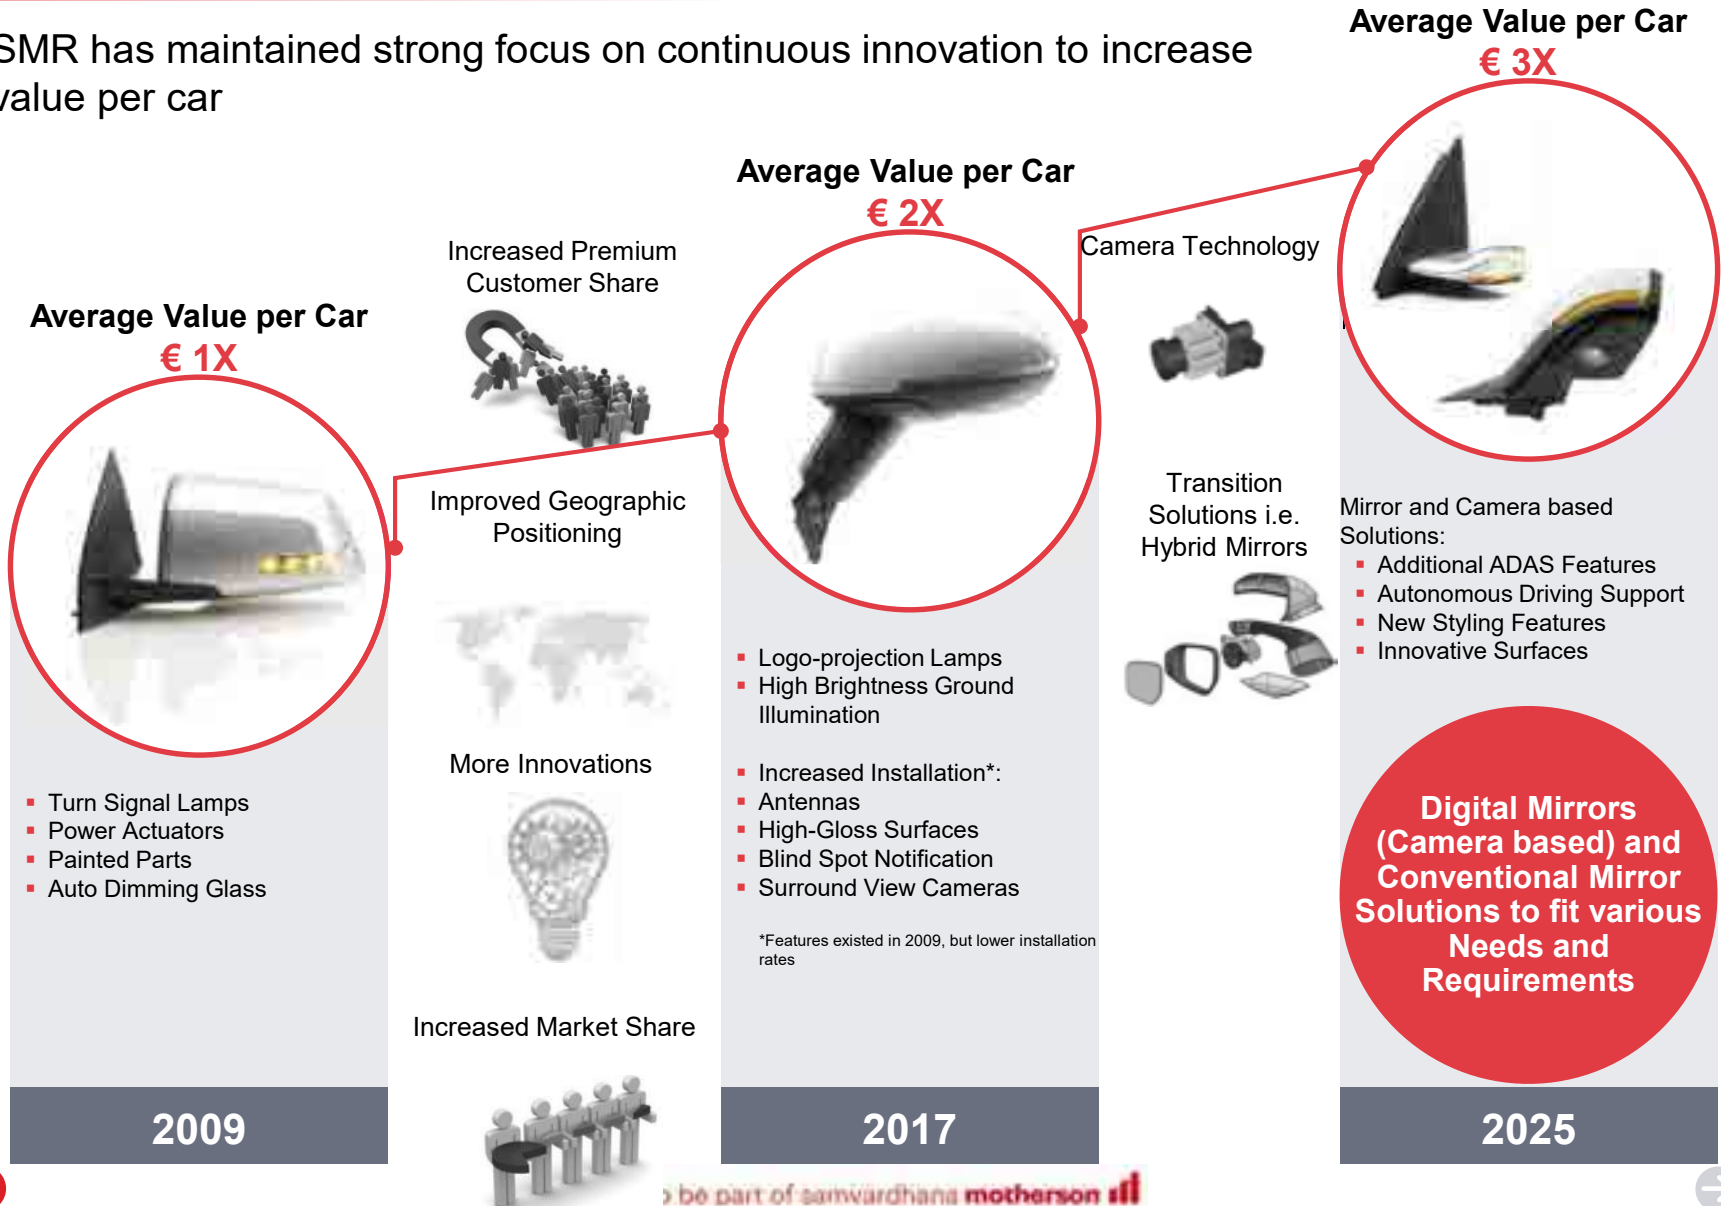 SMR has maintained strong focus on continuous innovation to increase
value per car
Average Value per Car
€ 1X
Turn Signal Lamps
Power Actuators
Painted Parts
Auto Dimming Glass
2009
Increased Premium
Customer Share
Improved Geographic
Positioning
More Innovations
Increased Market Share
Average Value per Car
€ 2X
Logo-projection Lamps
High Brightness Ground
Illumination
Increased Installation*:
Antennas
High-Gloss Surfaces
Blind Spot Notification
Surround View Cameras
*Features existed in 2009, but lower installation
rates
2017
Camera Technology
Transition
Solutions i.e.
Hybrid Mirrors
Average Value per Car
€ 3X
Mirror and Camera based
Solutions:
Additional ADAS Features
Autonomous Driving Support
New Styling Features
Innovative Surfaces
Digital Mirrors
(Camera based) and
Conventional Mirror
Solutions to fit various
Needs and
Requirements
2025
be part of samvardhana motherson